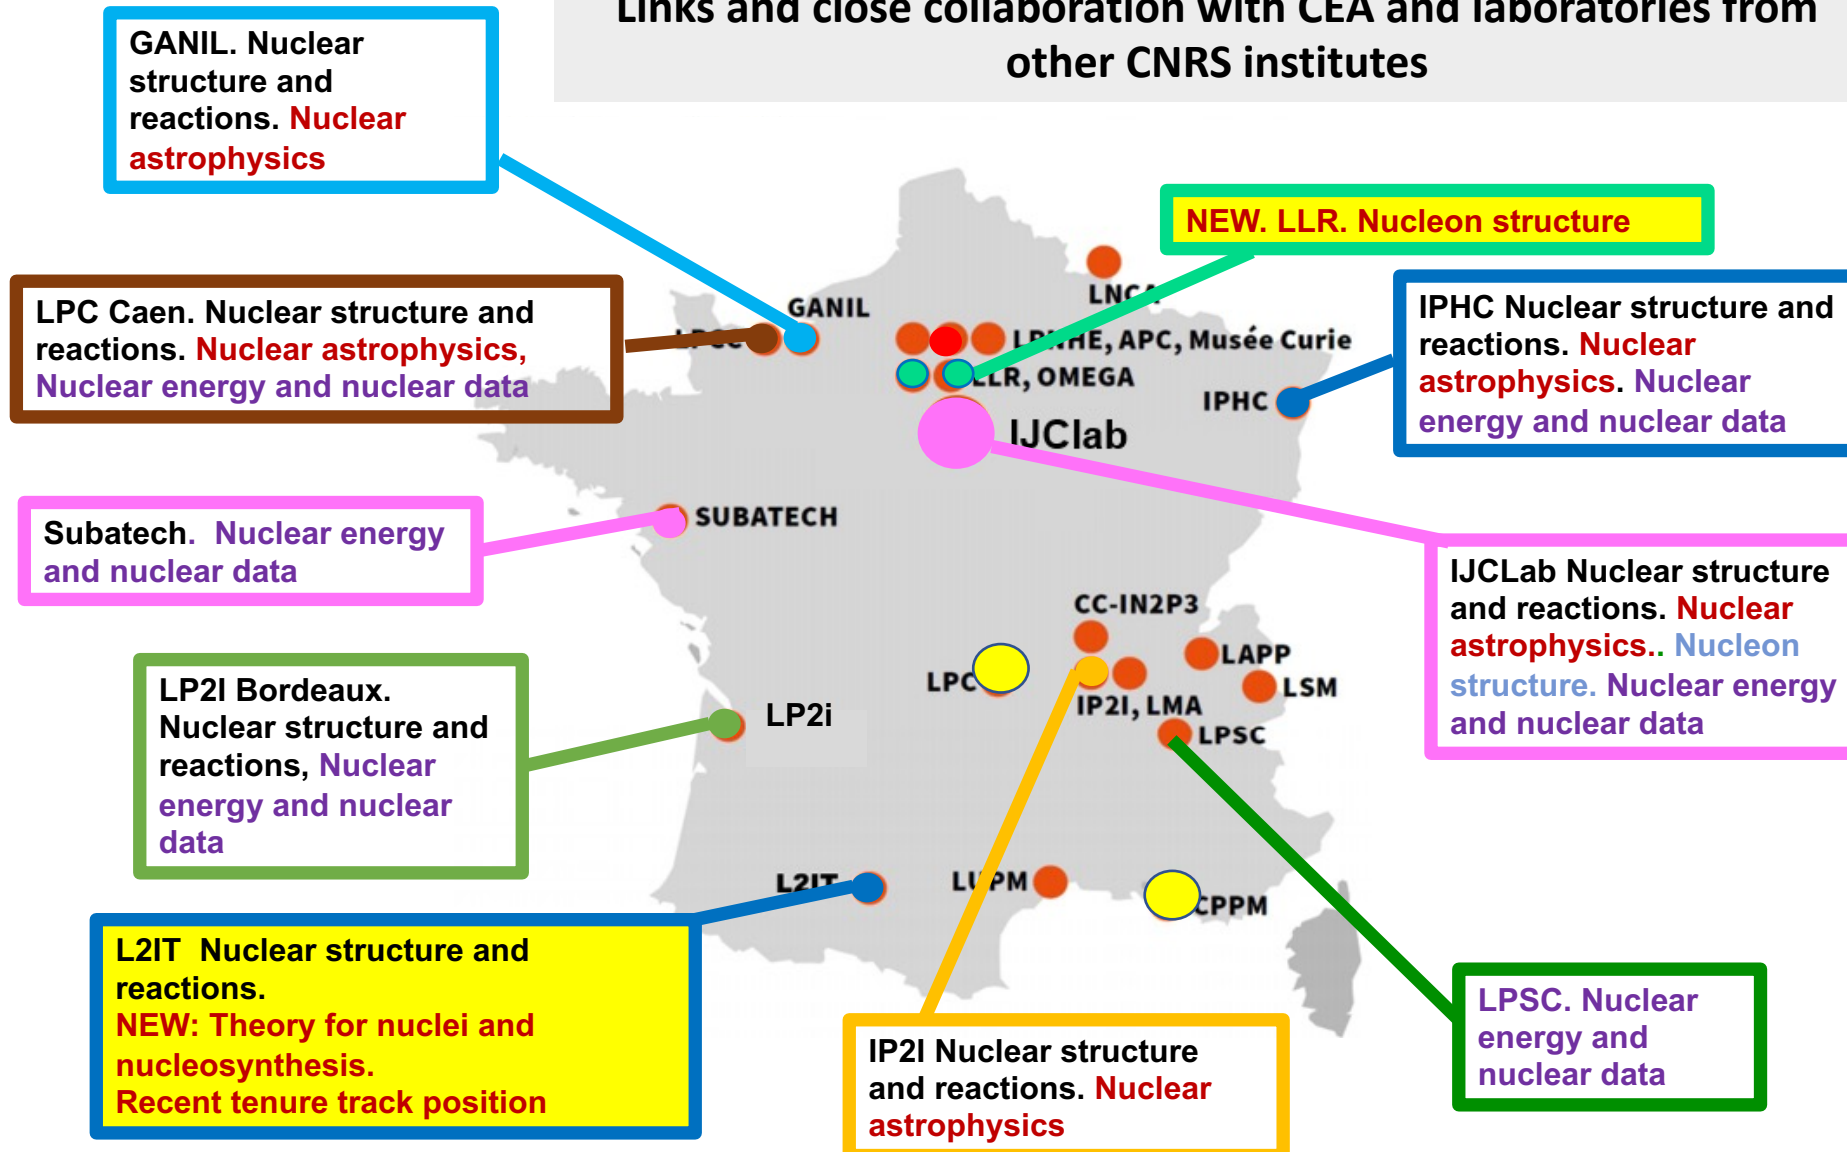 Links and close collaboration with CEA and laboratories from
other CNRS institutes
GANIL. Nuclear
structure and
reactions. Nuclear
astrophysics
NEW. LLR. Nucleon structure
LPC Caen. Nuclear structure and
reactions. Nuclear astrophysics,
Nuclear energy and nuclear data
IPHC Nuclear structure and
reactions. Nuclear
astrophysics. Nuclear
energy and nuclear data
LNCA
GANIL
LPCC
LPNHE, APC, Musée Curie
LLR, OMEGA
IPHC
IJClab
SUBATECH
Subatech. Nuclear energy
and nuclear data
IJCLab Nuclear structure
and reactions. Nuclear
astrophysics.. Nucleon
structure. Nuclear energy
and nuclear data
CC-IN2P3
LAPP
LPC
LSM
IP2I, LMA
LPSC
LP2I Bordeaux.
Nuclear structure and
reactions, Nuclear
energy and nuclear
data
LP2i
L2IT
LUPM
CPPM
L2IT Nuclear structure and
reactions.
NEW: Theory for nuclei and
nucleosynthesis.
Recent tenure track position
IP2I Nuclear structure
and reactions. Nuclear
astrophysics
LPSC. Nuclear
energy and
nuclear data